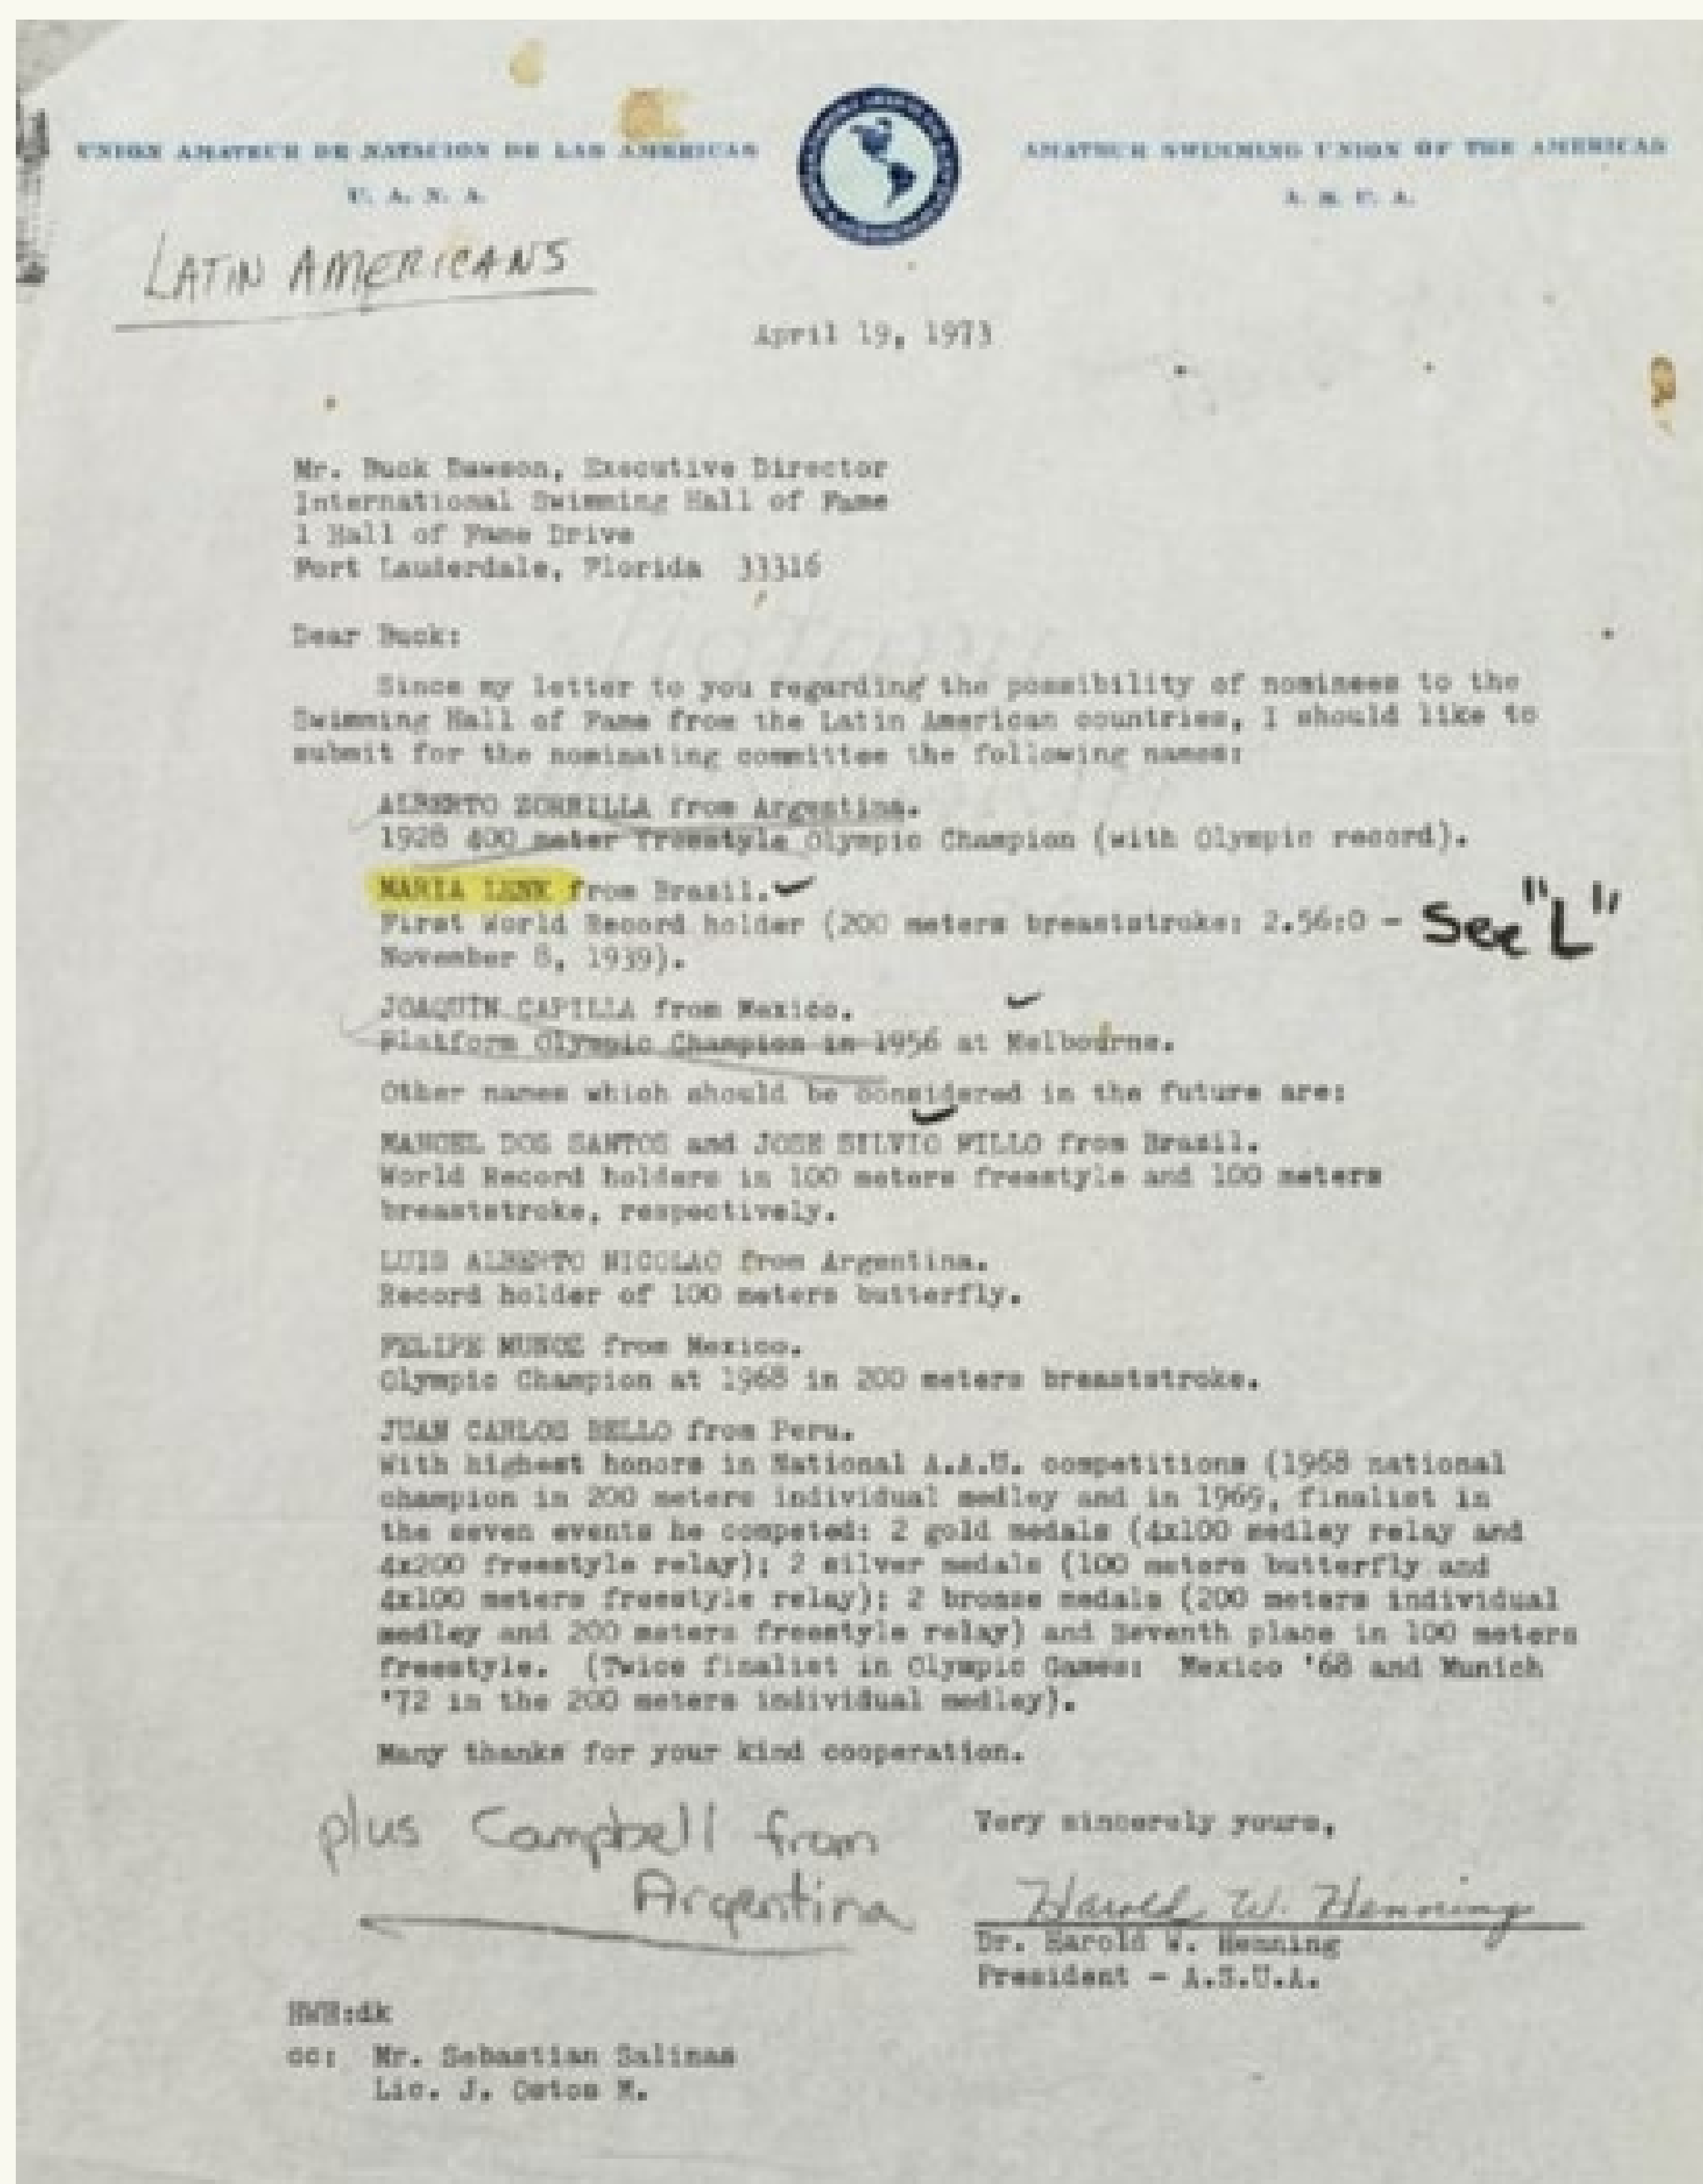 UNION AMATEUR DE NATACION DE LAS AMERICAS
U. A. N. A.
AMATEUR SWIMMING UNION OF THE AMERICAS
A. S. U. A.
LATIN AMERICANS
April 19, 1973
Mr. Buck Dawson, Executive Director
International Swimming Hall of Fame
1 Hall of Fame Drive
Fort Lauderdale, Florida 33316
Dear Buck:
Since my letter to you regarding the possibility of nominees to the
Swimming Hall of Fame from the Latin American countries, I should like to
submit for the nominating committee the following names:
ALBERTO ZORRILLA from Argentina.
1928 400 meter freestyle Olympic Champion (with Olympic record).
MARIA LENK from Brazil.
First World Record holder (200 meters breaststroke: 2.56:0 -
November 8, 1939).
See "L"
JOAQUIN CAPILLA from Mexico.
Platform Olympic Champion in 1956 at Melbourne.
Other names which should be considered in the future are:
MANOEL DOS SANTOS and JOSE SILVIO FILLO from Brazil.
World Record holders in 100 meters freestyle and 100 meters
breaststroke, respectively.
LUIS ALBERTO NICOLAO from Argentina.
Record holder of 100 meters butterfly.
FELIPE MUNOZ from Mexico.
Olympic Champion at 1968 in 200 meters breaststroke.
JUAN CARLOS BELLO from Peru.
With highest honors in National A.A.U. competitions (1968 national
champion in 200 meters individual medley and in 1969, finalist in
the seven events he competed: 2 gold medals (4x100 medley relay and
4x200 freestyle relay); 2 silver medals (100 meters butterfly and
4x100 meters freestyle relay); 2 bronze medals (200 meters individual
medley and 200 meters freestyle relay) and Seventh place in 100 meters
freestyle. (Twice finalist in Olympic Games: Mexico '68 and Munich
'72 in the 200 meters individual medley).
Many thanks for your kind cooperation.
plus Campbell from
Argentina
Very sincerely yours,
Harold W. Henning
Dr. Harold W. Henning
President - A.S.U.A.
HWH:dk
cc: Mr. Sebastian Salinas
Lic. J. Ostos M.